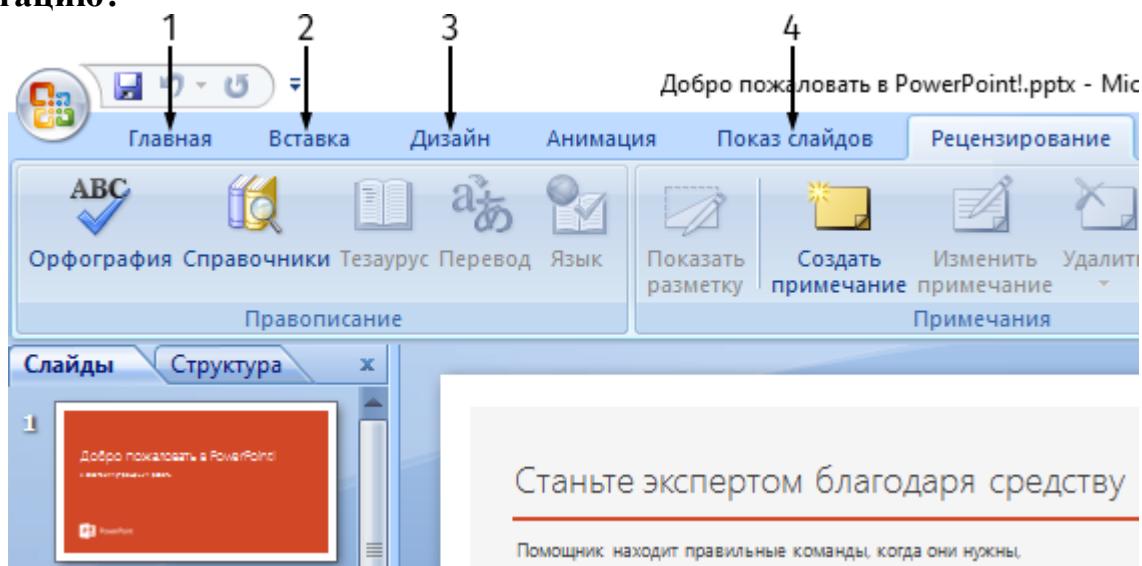 тацию?
1 2 3 4
Добро пожаловать в PowerPoint!.pptx - Mic
Главная Вставка Дизайн Анимация Показ слайдов Рецензирование
ABC
Орфография Справочники Тезаурус Перевод Язык Показать разметку Создать примечание Изменить примечание Удалить
Правописание Примечания
Слайды Структура x
1
Добро пожаловать в PowerPoint!
PowerPoint
Станьте экспертом благодаря средству
Помощник находит правильные команды, когда они нужны,